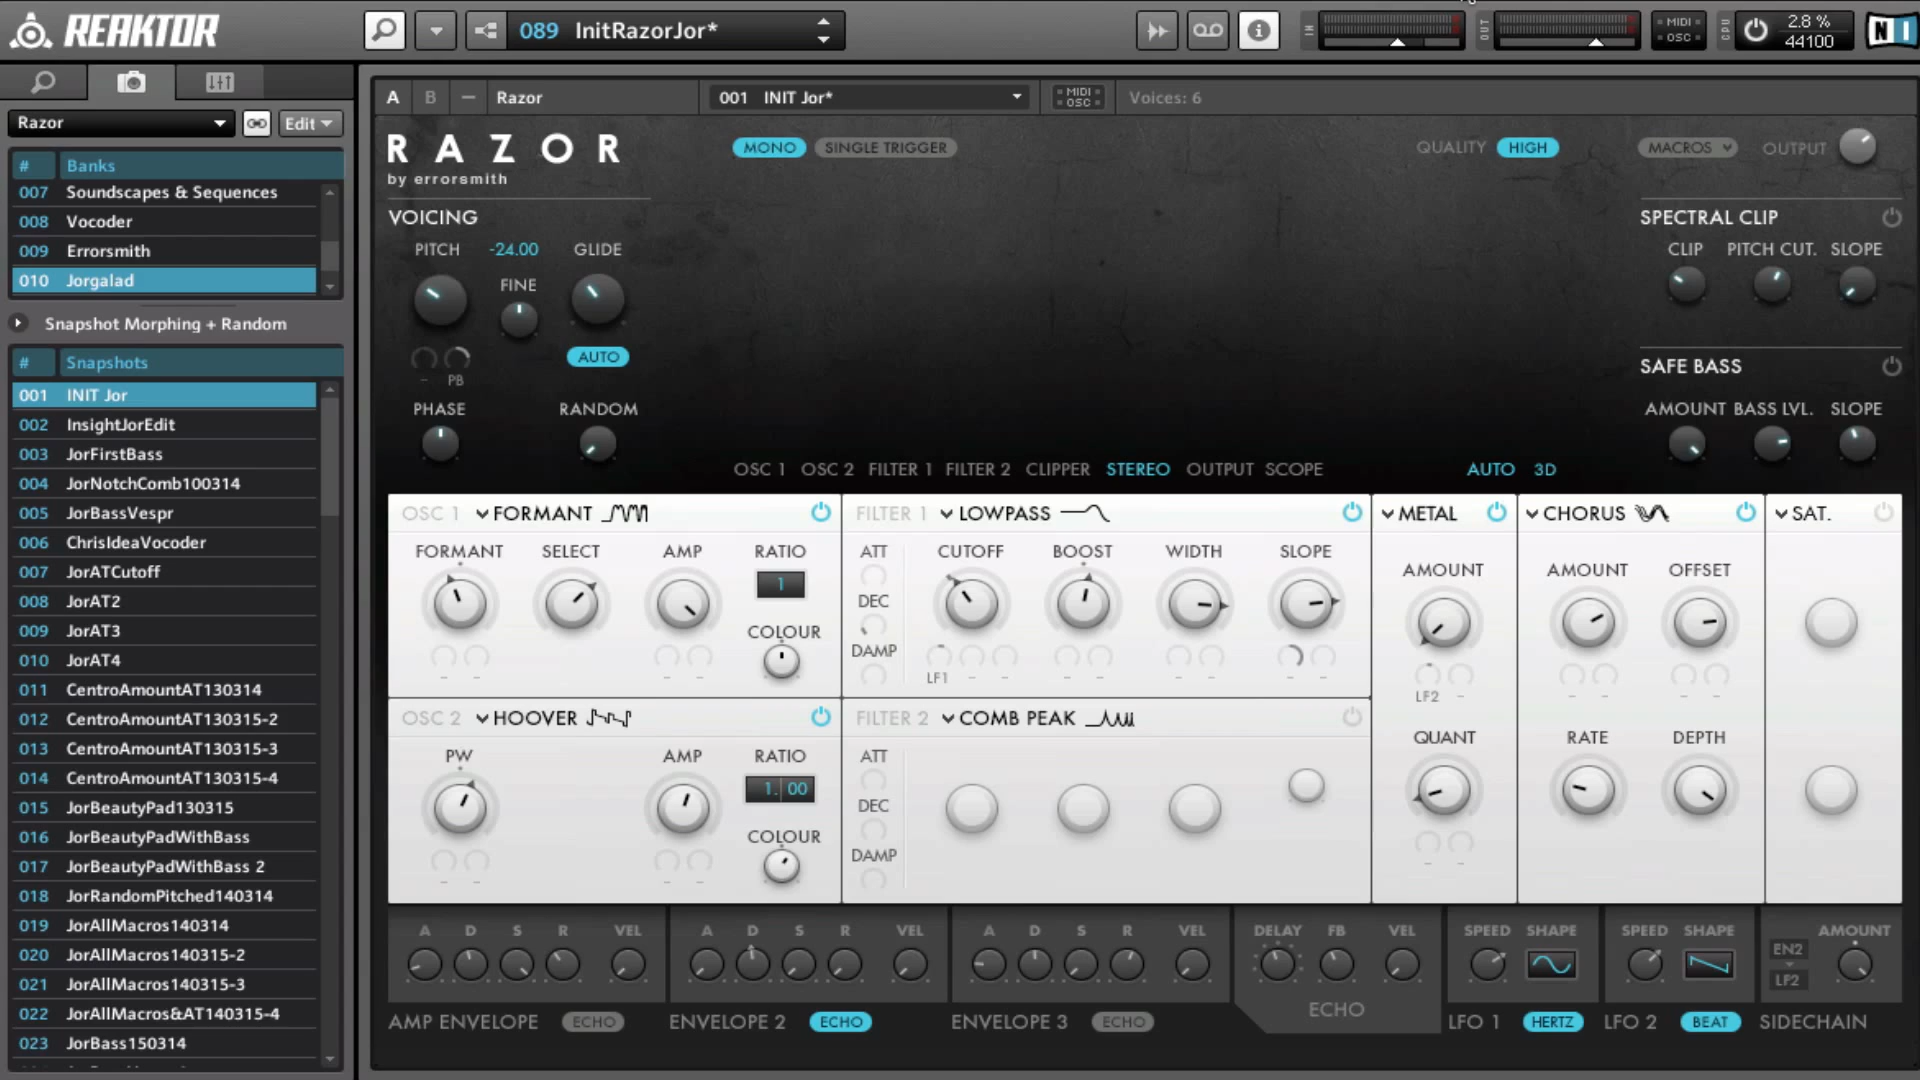 REAKTOR
089 InitRazorJor*
IN
OUT
MIDI
OSC
CPU
2.8 %
44100
NI
Razor
Edit
# Banks
007 Soundscapes & Sequences
008 Vocoder
009 Errorsmith
010 Jorgalad
Snapshot Morphing + Random
# Snapshots
001 INIT Jor
002 InsightJorEdit
003 JorFirstBass
004 JorNotchComb100314
005 JorBassVespr
006 ChrisIdeaVocoder
007 JorATCutoff
008 JorAT2
009 JorAT3
010 JorAT4
011 CentroAmountAT130314
012 CentroAmountAT130315-2
013 CentroAmountAT130315-3
014 CentroAmountAT130315-4
015 JorBeautyPad130315
016 JorBeautyPadWithBass
017 JorBeautyPadWithBass 2
018 JorRandomPitched140314
019 JorAllMacros140314
020 JorAllMacros140315-2
021 JorAllMacros140315-3
022 JorAllMacros&AT140315-4
023 JorBass150314
A B — Razor 001 INIT Jor* MIDI OSC Voices: 6
RAZOR
by errorsmith
MONO SINGLE TRIGGER QUALITY HIGH MACROS OUTPUT
VOICING
PITCH -24.00 GLIDE
FINE
AUTO
– PB
PHASE RANDOM
SPECTRAL CLIP
CLIP PITCH CUT. SLOPE
SAFE BASS
AMOUNT BASS LVL. SLOPE
OSC 1 OSC 2 FILTER 1 FILTER 2 CLIPPER STEREO OUTPUT SCOPE AUTO 3D
OSC 1 FORMANT
FORMANT SELECT AMP RATIO
1
COLOUR
– – – –
FILTER 1 LOWPASS
ATT CUTOFF BOOST WIDTH SLOPE
DEC
DAMP
LF1 – – – – – – – –
OSC 2 HOOVER
PW AMP RATIO
1. 00
COLOUR
– – – –
FILTER 2 COMB PEAK
ATT
DEC
DAMP
METAL
AMOUNT
LF2 –
QUANT
– –
CHORUS
AMOUNT OFFSET
– – – –
RATE DEPTH
SAT.
A D S R VEL
AMP ENVELOPE ECHO
A D S R VEL
ENVELOPE 2 ECHO
A D S R VEL
ENVELOPE 3 ECHO
DELAY FB VEL
ECHO
SPEED SHAPE
LFO 1 HERTZ
SPEED SHAPE
LFO 2 BEAT
EN2
LF2
AMOUNT
SIDECHAIN